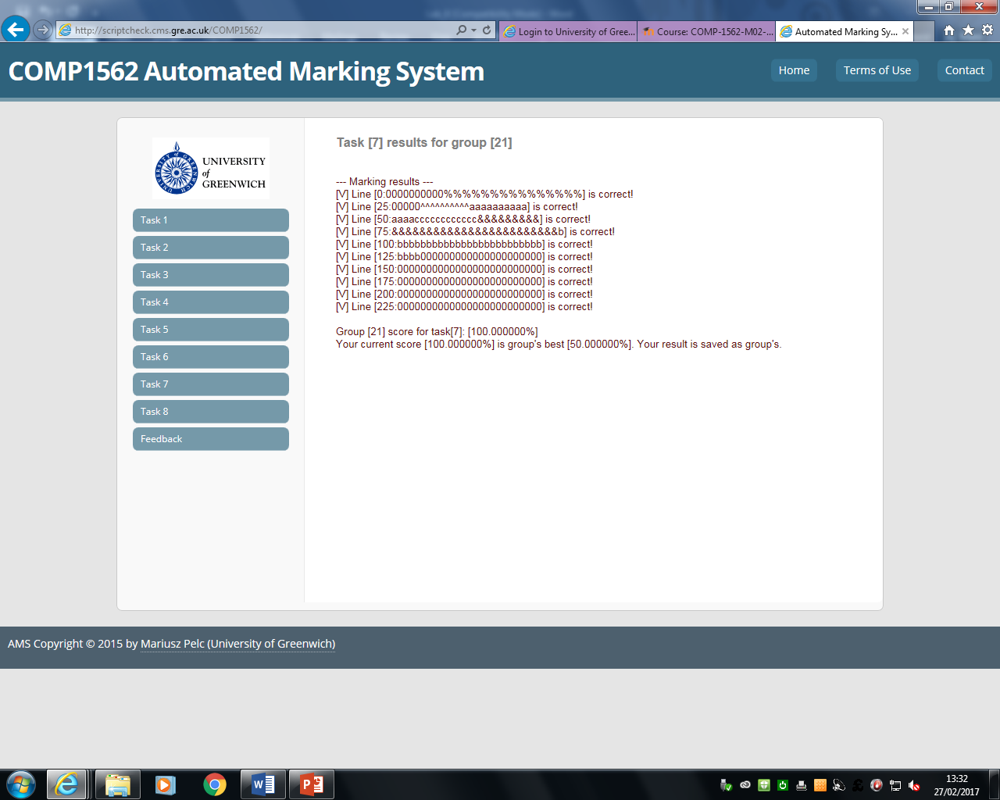 http://scriptcheck.cms.gre.ac.uk/COMP1562/
Login to University of Gree...
Course: COMP-1562-M02-...
Automated Marking Sy...
COMP1562 Automated Marking System
Home
Terms of Use
Contact
UNIVERSITY
of
GREENWICH
Task 1
Task 2
Task 3
Task 4
Task 5
Task 6
Task 7
Task 8
Feedback
Task [7] results for group [21]
--- Marking results ---
[V] Line [0:0000000000%%%%%%%%%%%%%%%] is correct!
[V] Line [25:00000^^^^^^^^^^aaaaaaaaaa] is correct!
[V] Line [50:aaaacccccccccccc&&&&&&&&&] is correct!
[V] Line [75:&&&&&&&&&&&&&&&&&&&&&&&&b] is correct!
[V] Line [100:bbbbbbbbbbbbbbbbbbbbbbbbb] is correct!
[V] Line [125:bbbb000000000000000000000] is correct!
[V] Line [150:0000000000000000000000000] is correct!
[V] Line [175:0000000000000000000000000] is correct!
[V] Line [200:0000000000000000000000000] is correct!
[V] Line [225:0000000000000000000000000] is correct!
Group [21] score for task[7]: [100.000000%]
Your current score [100.000000%] is group's best [50.000000%]. Your result is saved as group's.
AMS Copyright © 2015 by Mariusz Pelc (University of Greenwich)
13:32
27/02/2017